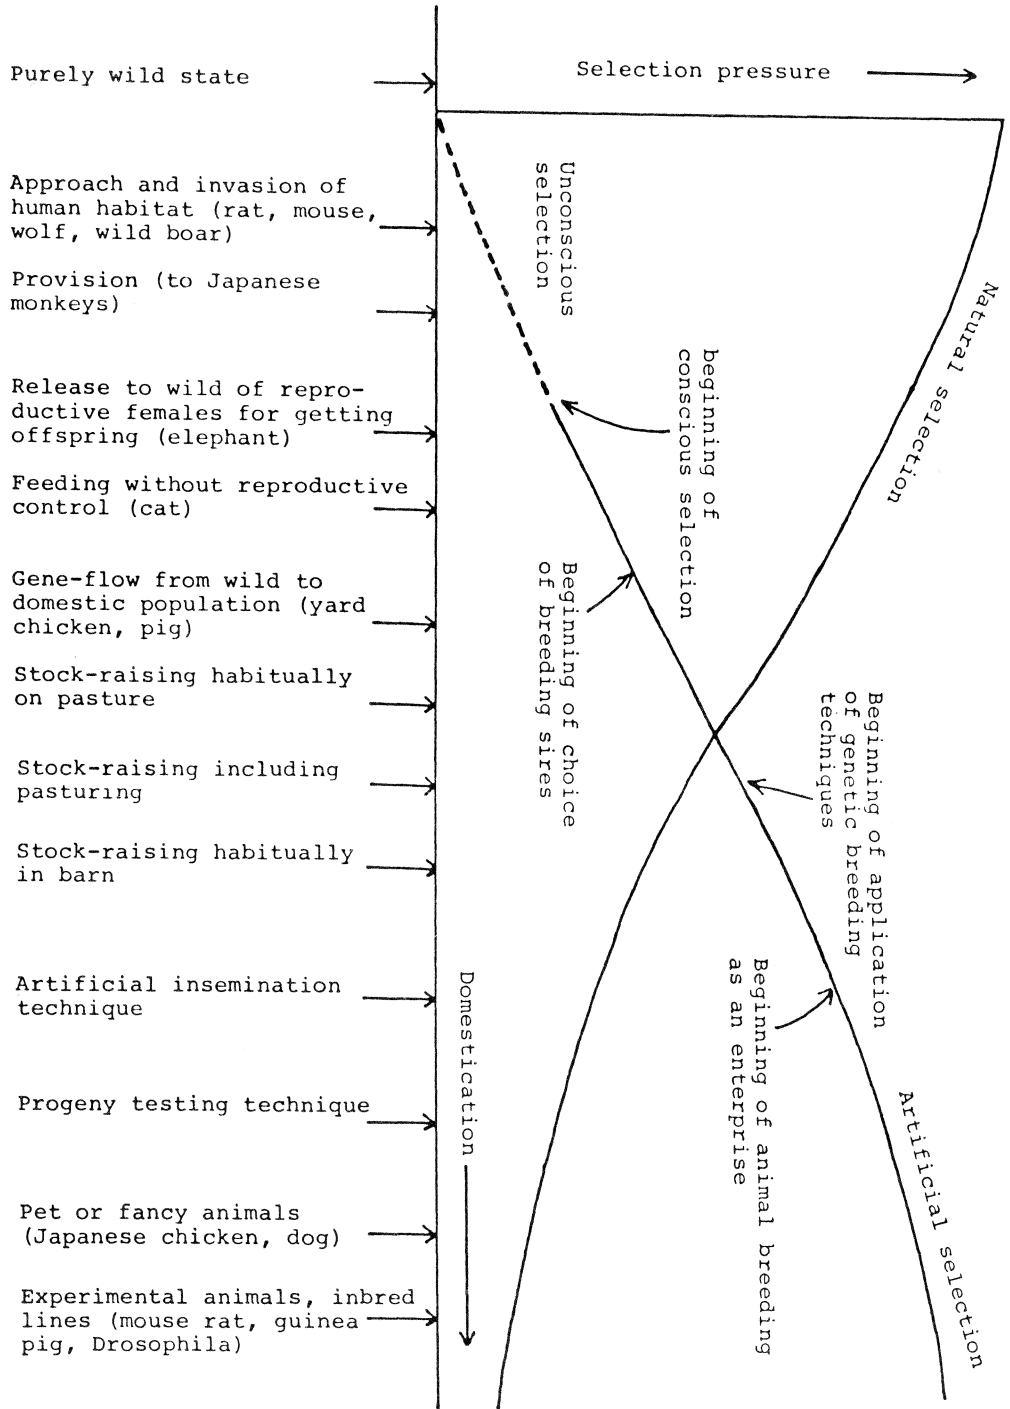 Purely wild state
Selection pressure
Approach and invasion of
human habitat (rat, mouse,
wolf, wild boar)
Provision (to Japanese
monkeys)
Release to wild of repro-
ductive females for getting
offspring (elephant)
Feeding without reproductive
control (cat)
Gene-flow from wild to
domestic population (yard
chicken, pig)
Stock-raising habitually
on pasture
Stock-raising including
pasturing
Stock-raising habitually
in barn
Artificial insemination
technique
Progeny testing technique
Pet or fancy animals
(Japanese chicken, dog)
Experimental animals, inbred
lines (mouse rat, guinea
pig, Drosophila)
Domestication
Unconscious
selection
Natural selection
beginning of
conscious selection
Beginning of choice
of breeding sires
Beginning of application
of genetic breeding
techniques
Beginning of animal breeding
as an enterprise
Artificial selection